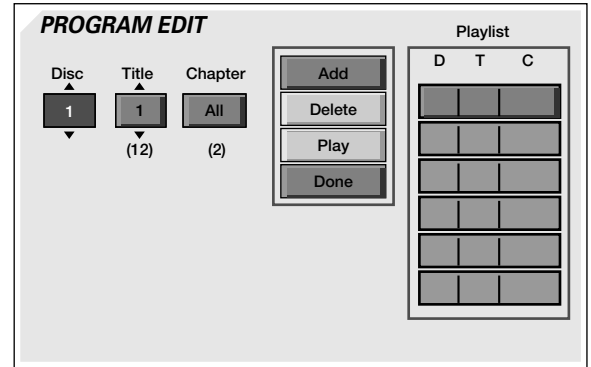 PROGRAM EDIT
Playlist
Disc Title Chapter
D T C
1 1 All
(12) (2)
Add
Delete
Play
Done